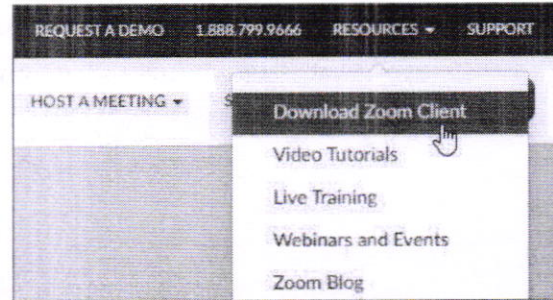 REQUEST A DEMO 1.888.799.9666 RESOURCES SUPPORT
HOST A MEETING S
Download Zoom Client
Video Tutorials
Live Training
Webinars and Events
Zoom Blog